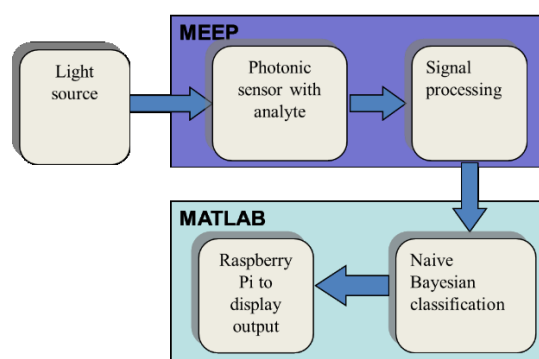 MEEP
Light
source
Photonic
sensor with
analyte
Signal
processing
MATLAB
Raspberry
Pi to
display
output
Naive
Bayesian
classification